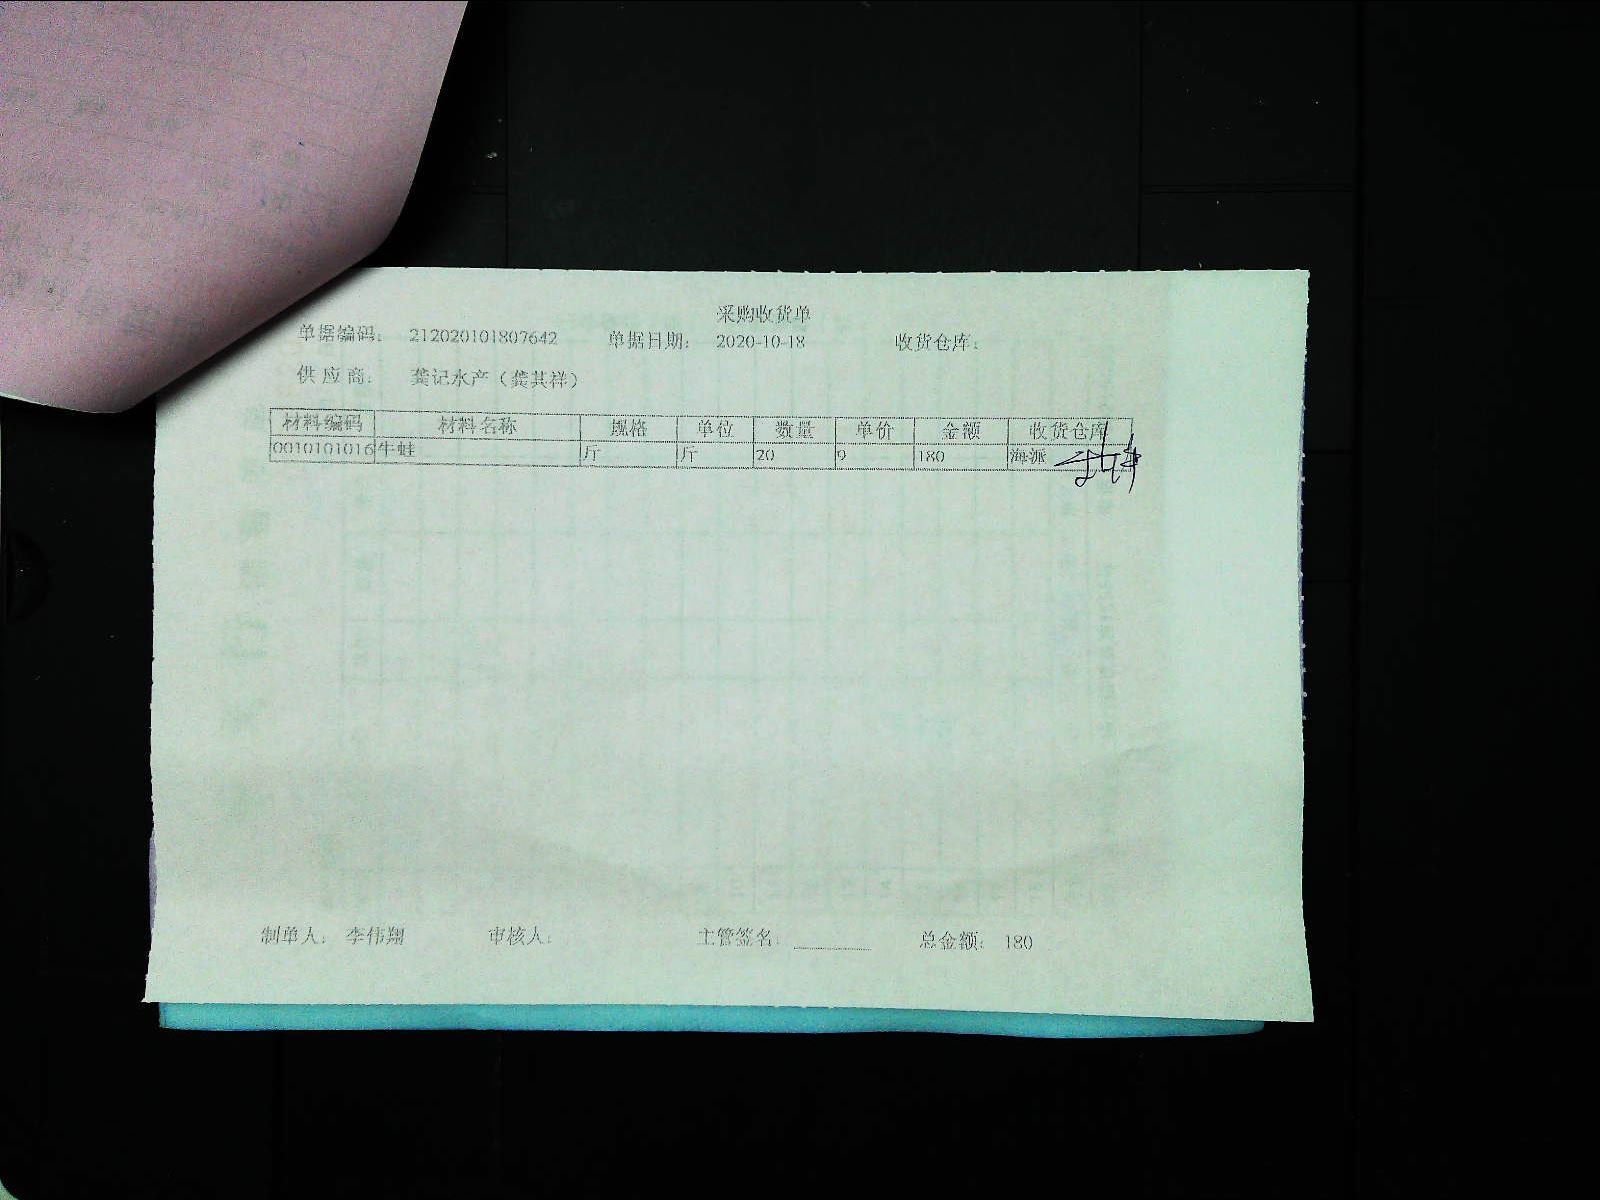 采购收货单
单据编码: 212020101807642 单据日期: 2020-10-18 收货仓库:
供应商: 龚记水产（龚其样）
材料编码 材料名称 规格 单位 数量 单价 金额 收货仓库
0010101016 牛蛙 斤 斤 20 9 180 海派
制单人: 李伟翔 审核人: 主管签名: 总金额: 180